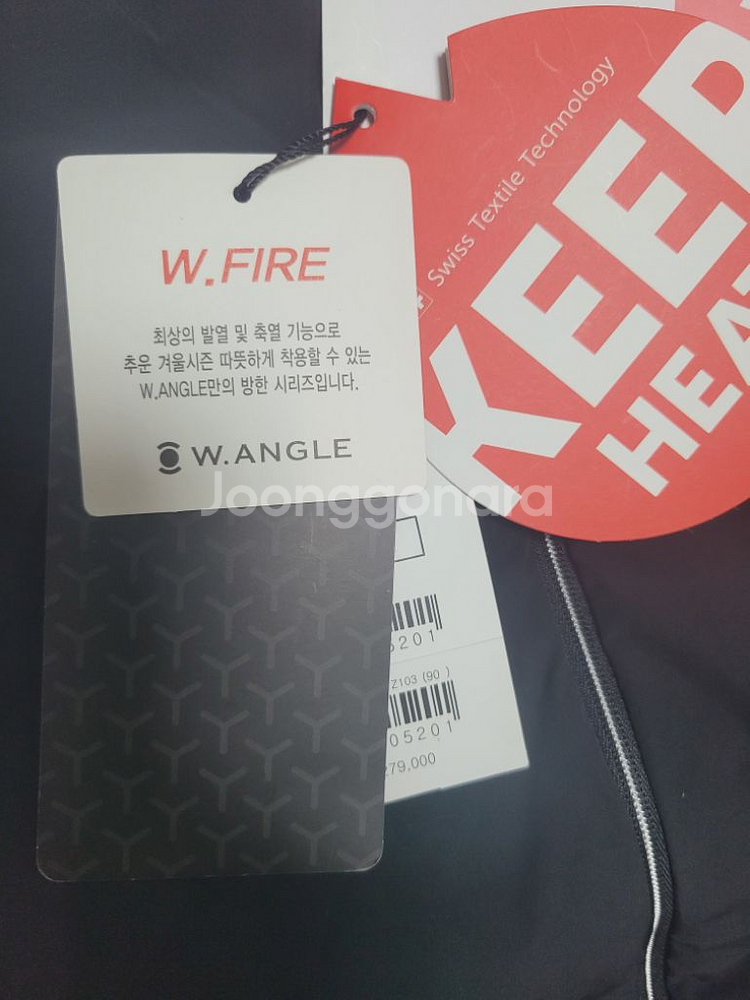 W.FIRE
최상의 발열 및 축열 기능으로
추운 겨울시즌 따뜻하게 착용할 수 있는
W.ANGLE만의 방한 시리즈입니다.
W.ANGLE
Swiss Textile Technology
KEEP
Joonggonara
5201
Z103 (90 )
05201
279,000